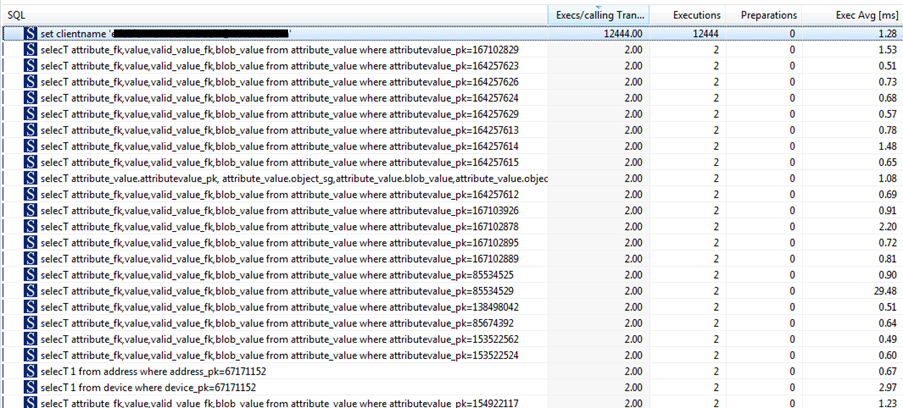 SQL Execs/calling Tran... Executions Preparations Exec Avg [ms]
S set clientname ' ' 12444.00 12444 0 1.28
S selecT attribute_fk,value,valid_value_fk,blob_value from attribute_value where attributevalue_pk=167102829 2.00 2 0 1.53
S selecT attribute_fk,value,valid_value_fk,blob_value from attribute_value where attributevalue_pk=164257623 2.00 2 0 0.51
S selecT attribute_fk,value,valid_value_fk,blob_value from attribute_value where attributevalue_pk=164257626 2.00 2 0 0.73
S selecT attribute_fk,value,valid_value_fk,blob_value from attribute_value where attributevalue_pk=164257624 2.00 2 0 0.68
S selecT attribute_fk,value,valid_value_fk,blob_value from attribute_value where attributevalue_pk=164257629 2.00 2 0 0.57
S selecT attribute_fk,value,valid_value_fk,blob_value from attribute_value where attributevalue_pk=164257613 2.00 2 0 0.78
S selecT attribute_fk,value,valid_value_fk,blob_value from attribute_value where attributevalue_pk=164257614 2.00 2 0 1.48
S selecT attribute_fk,value,valid_value_fk,blob_value from attribute_value where attributevalue_pk=164257615 2.00 2 0 0.65
S selecT attribute_value.attributevalue_pk, attribute_value.object_sg,attribute_value.blob_value,attribute_value.objec 2.00 2 0 1.08
S selecT attribute_fk,value,valid_value_fk,blob_value from attribute_value where attributevalue_pk=164257612 2.00 2 0 0.69
S selecT attribute_fk,value,valid_value_fk,blob_value from attribute_value where attributevalue_pk=167103926 2.00 2 0 0.91
S selecT attribute_fk,value,valid_value_fk,blob_value from attribute_value where attributevalue_pk=167102878 2.00 2 0 2.20
S selecT attribute_fk,value,valid_value_fk,blob_value from attribute_value where attributevalue_pk=167102895 2.00 2 0 0.72
S selecT attribute_fk,value,valid_value_fk,blob_value from attribute_value where attributevalue_pk=167102889 2.00 2 0 0.81
S selecT attribute_fk,value,valid_value_fk,blob_value from attribute_value where attributevalue_pk=85534525 2.00 2 0 0.90
S selecT attribute_fk,value,valid_value_fk,blob_value from attribute_value where attributevalue_pk=85534529 2.00 2 0 29.48
S selecT attribute_fk,value,valid_value_fk,blob_value from attribute_value where attributevalue_pk=138498042 2.00 2 0 0.51
S selecT attribute_fk,value,valid_value_fk,blob_value from attribute_value where attributevalue_pk=85674392 2.00 2 0 0.64
S selecT attribute_fk,value,valid_value_fk,blob_value from attribute_value where attributevalue_pk=153522562 2.00 2 0 0.49
S selecT attribute_fk,value,valid_value_fk,blob_value from attribute_value where attributevalue_pk=153522524 2.00 2 0 0.60
S selecT 1 from address where address_pk=67171152 2.00 2 0 0.67
S selecT 1 from device where device_pk=67171152 2.00 2 0 2.97
S selecT attribute_fk,value,valid_value_fk,blob_value from attribute_value where attributevalue_pk=154922117 2.00 2 0 1.23